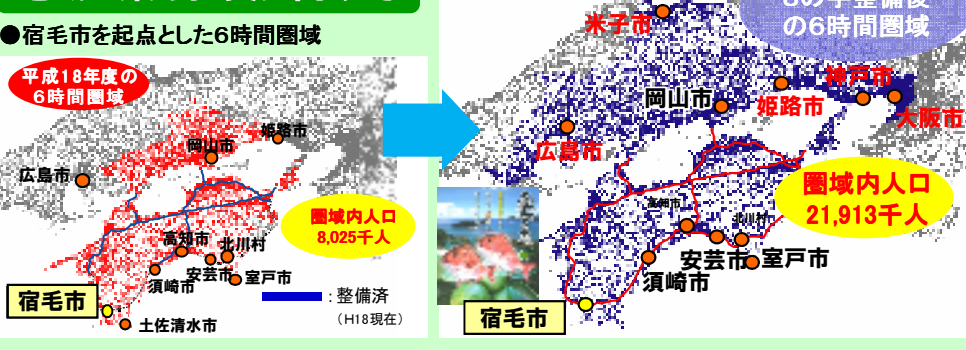 ●宿毛市を起点とした6時間圏域
平成18年度の
6時間圏域
姫路市
岡山市
広島市
圏域内人口
8,025千人
高知市
北川村
安芸市
室戸市
須崎市
宿毛市
土佐清水市
：整備済
（H18現在）
の6時間圏域
米子市
神戸市
岡山市
姫路市
大阪市
広島市
圏域内人口
21,913千人
高知市
北川村
安芸市
室戸市
須崎市
宿毛市